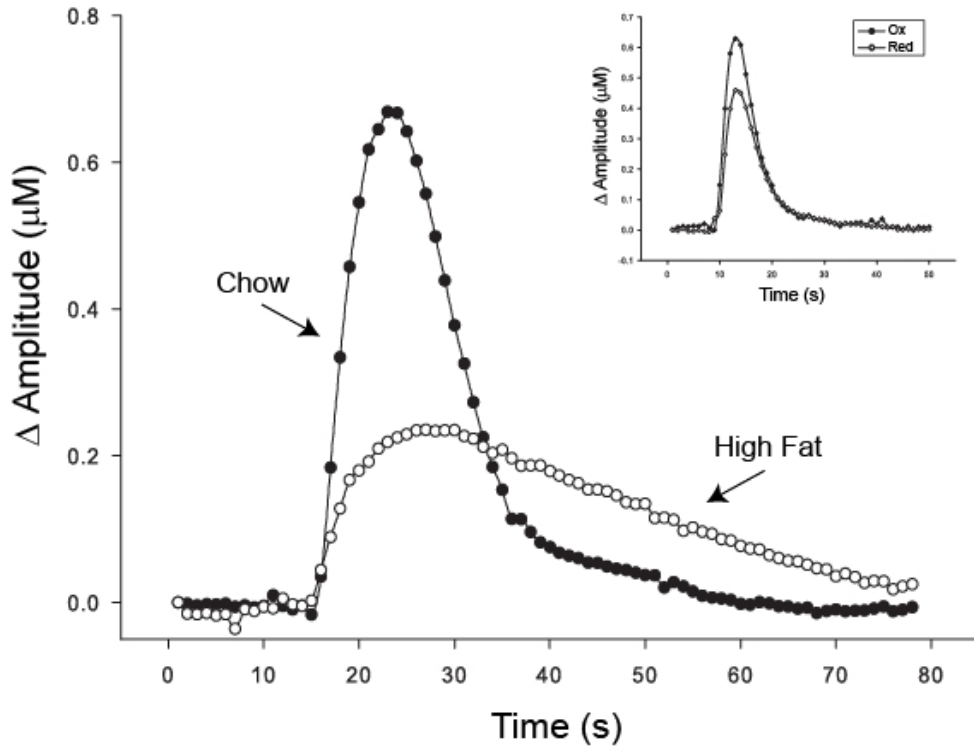 0.8
0.6
0.4
0.2
0.0
Δ Amplitude (μM)
0 10 20 30 40 50 60 70 80
Time (s)
Chow
High Fat
0.7
0.6
0.5
0.4
0.3
0.2
0.1
0.0
-0.1
Δ Amplitude (μM)
0 10 20 30 40 50
Time (s)
Ox
Red